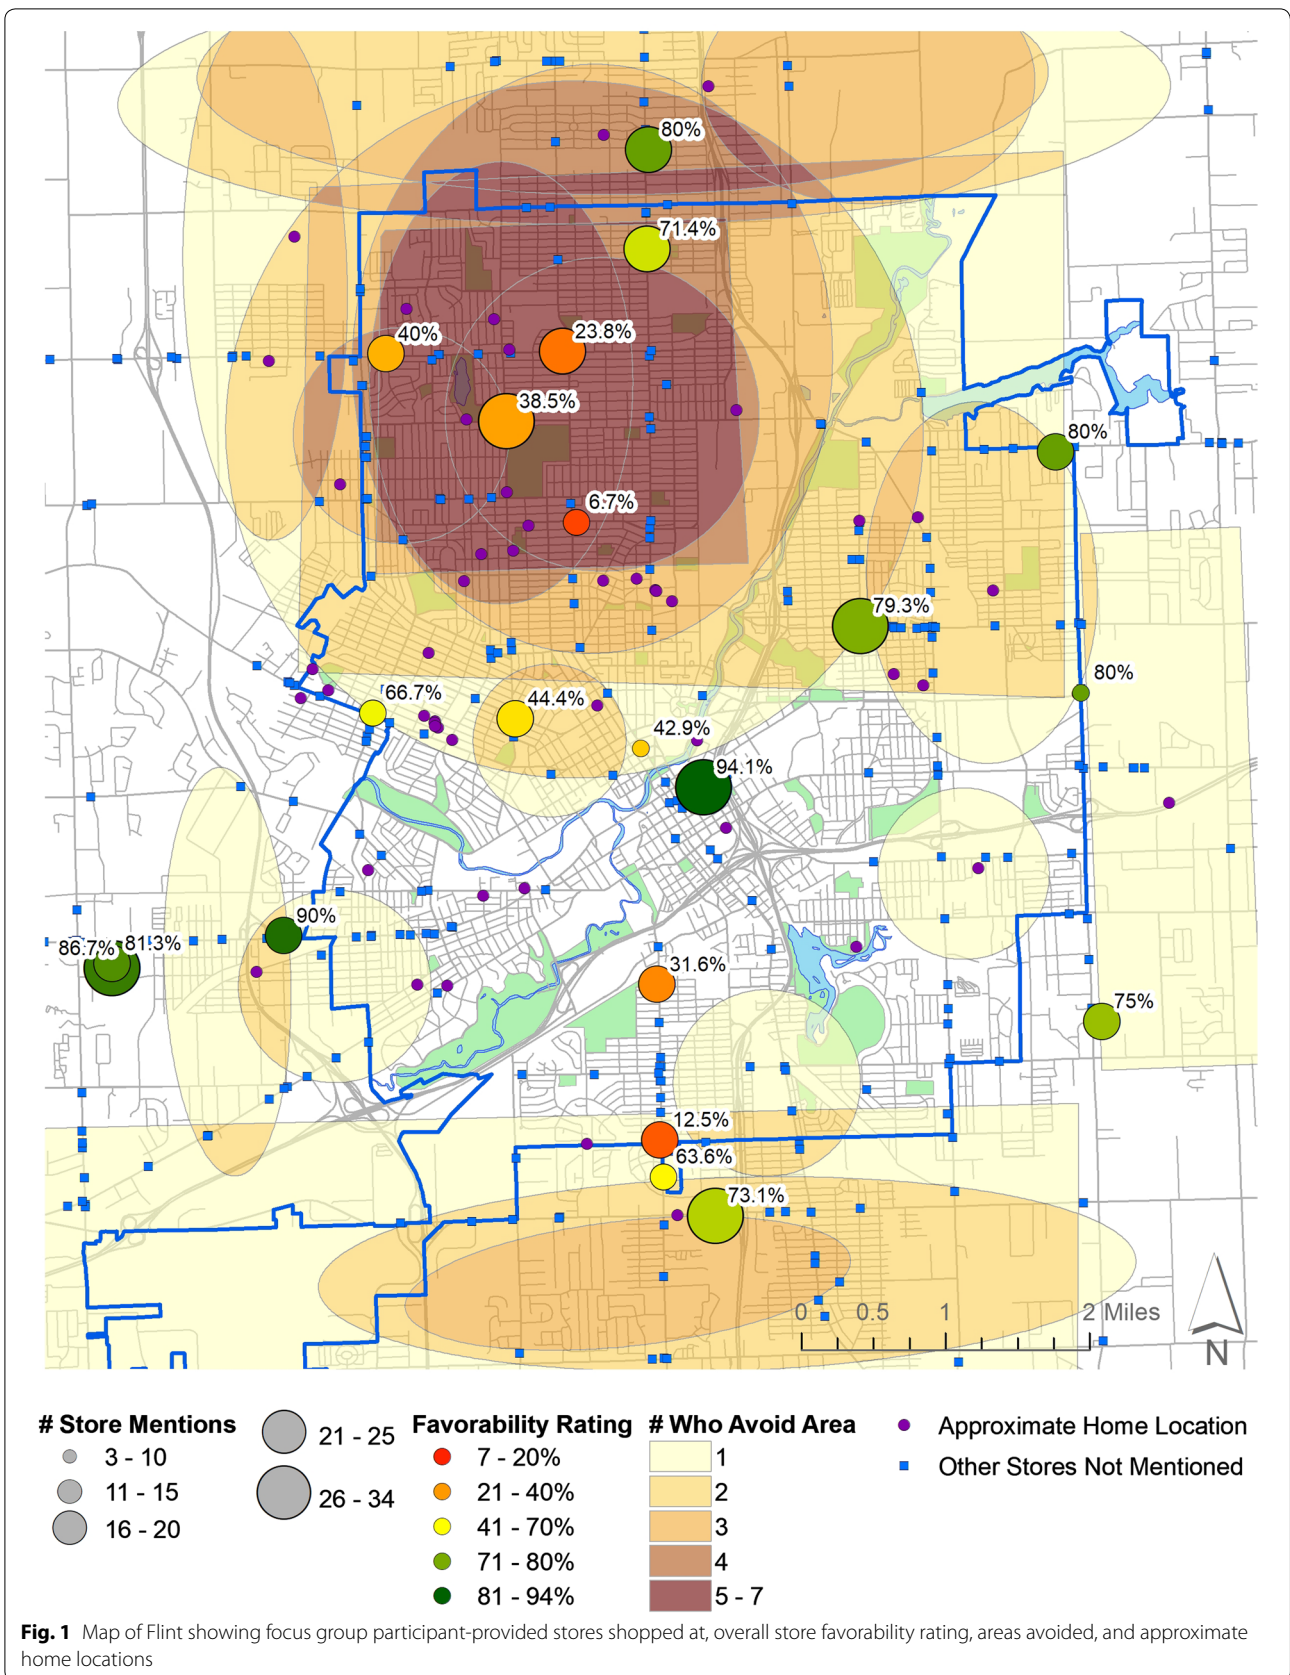 80%
71.4%
40%
23.8%
38.5%
80%
6.7%
79.3%
80%
66.7%
44.4%
42.9%
94.1%
90%
86.7%
81.3%
31.6%
75%
12.5%
63.6%
73.1%
0 0.5 1 2 Miles
N
# Store Mentions
3 - 10
11 - 15
16 - 20
21 - 25
26 - 34
Favorability Rating
7 - 20%
21 - 40%
41 - 70%
71 - 80%
81 - 94%
# Who Avoid Area
1
2
3
4
5 - 7
Approximate Home Location
Other Stores Not Mentioned
Fig. 1 Map of Flint showing focus group participant-provided stores shopped at, overall store favorability rating, areas avoided, and approximate
home locations